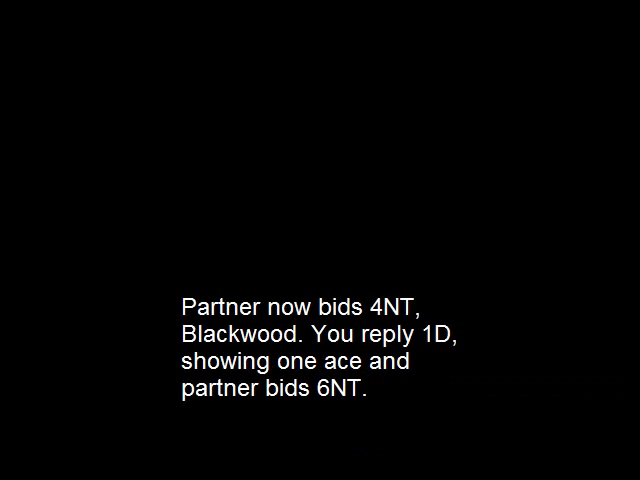 Partner now bids 4NT,
Blackwood. You reply 1D,
showing one ace and
partner bids 6NT.